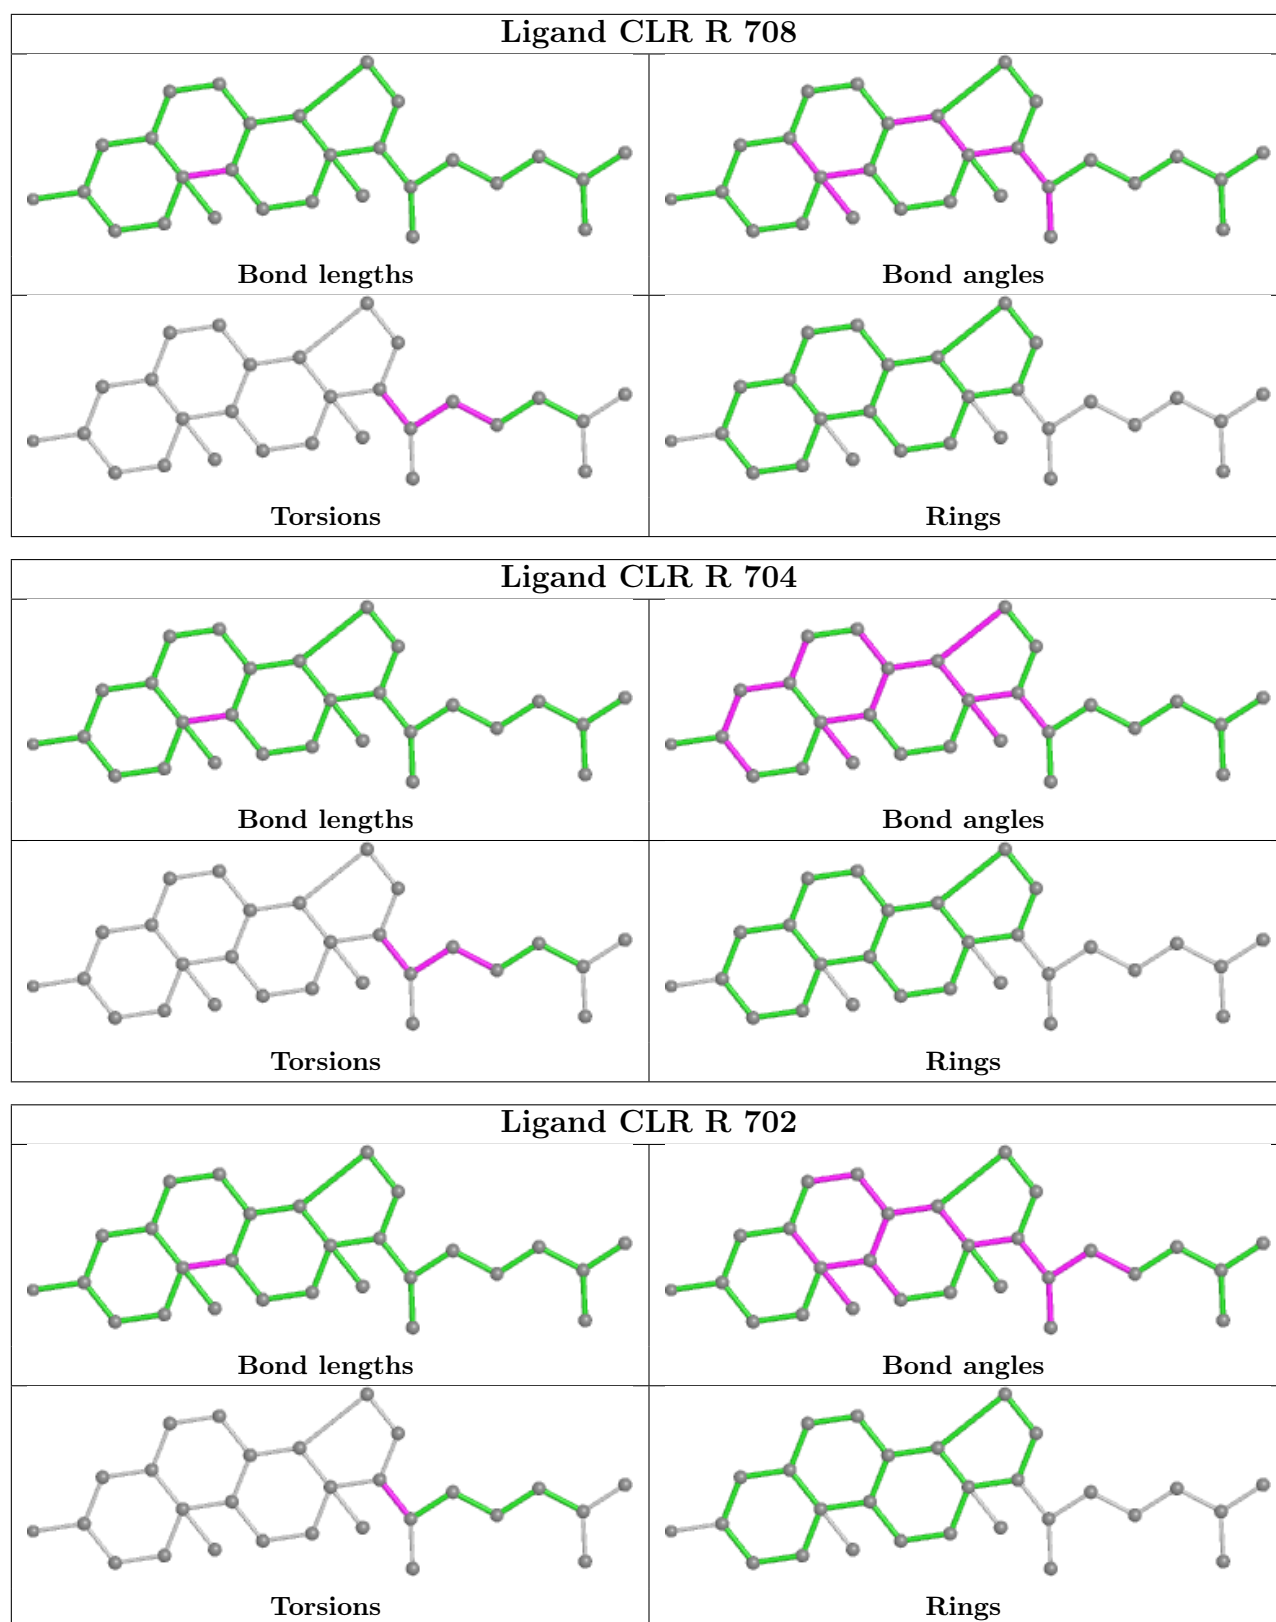 Ligand CLR R 708
Bond lengths
Bond angles
Torsions
Rings
Ligand CLR R 704
Bond lengths
Bond angles
Torsions
Rings
Ligand CLR R 702
Bond lengths
Bond angles
Torsions
Rings